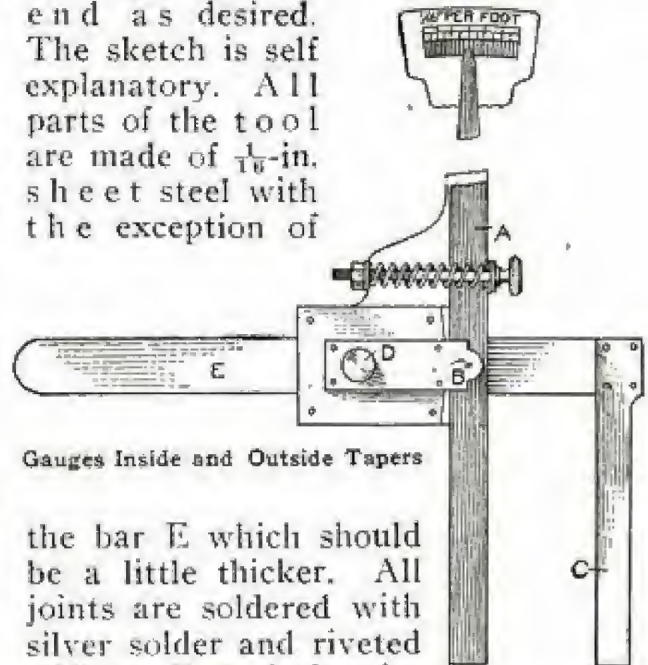 end as desired.
The sketch is self
explanatory. All
parts of the tool
are made of 1/16-in.
sheet steel with
the exception of
PER FOOT
A
D
E
B
Gauges Inside and Outside Tapers
the bar E which should
be a little thicker. All
joints are soldered with
silver solder and riveted
C